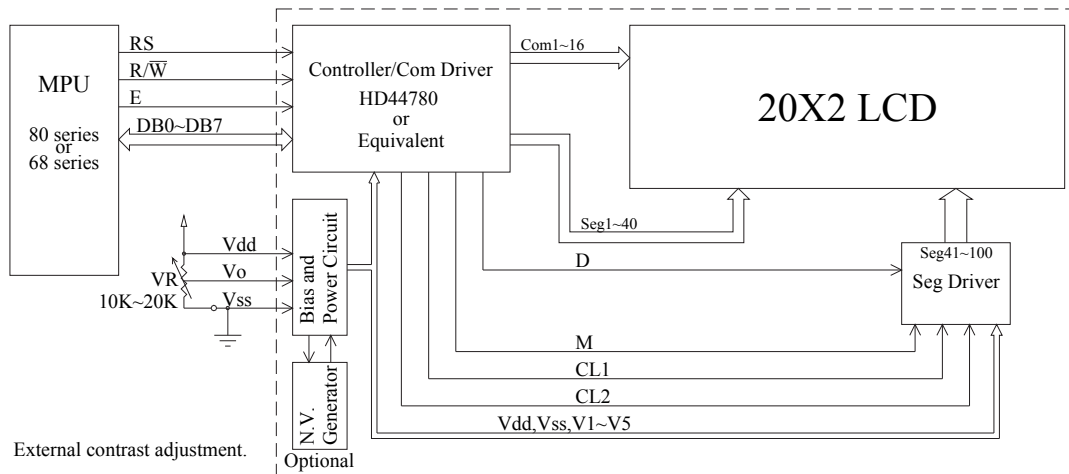 MPU
80 series
or
68 series
RS
R/W̅
E
DB0~DB7
Controller/Com Driver
HD44780
or
Equivalent
Com1~16
20X2 LCD
Seg1~40
Seg41~100
Seg Driver
D
M
CL1
CL2
Vdd,Vss,V1~V5
Vdd
Vo
Vss
VR
10K~20K
Bias and
Power Circuit
N.V.
Generator
Optional
External contrast adjustment.